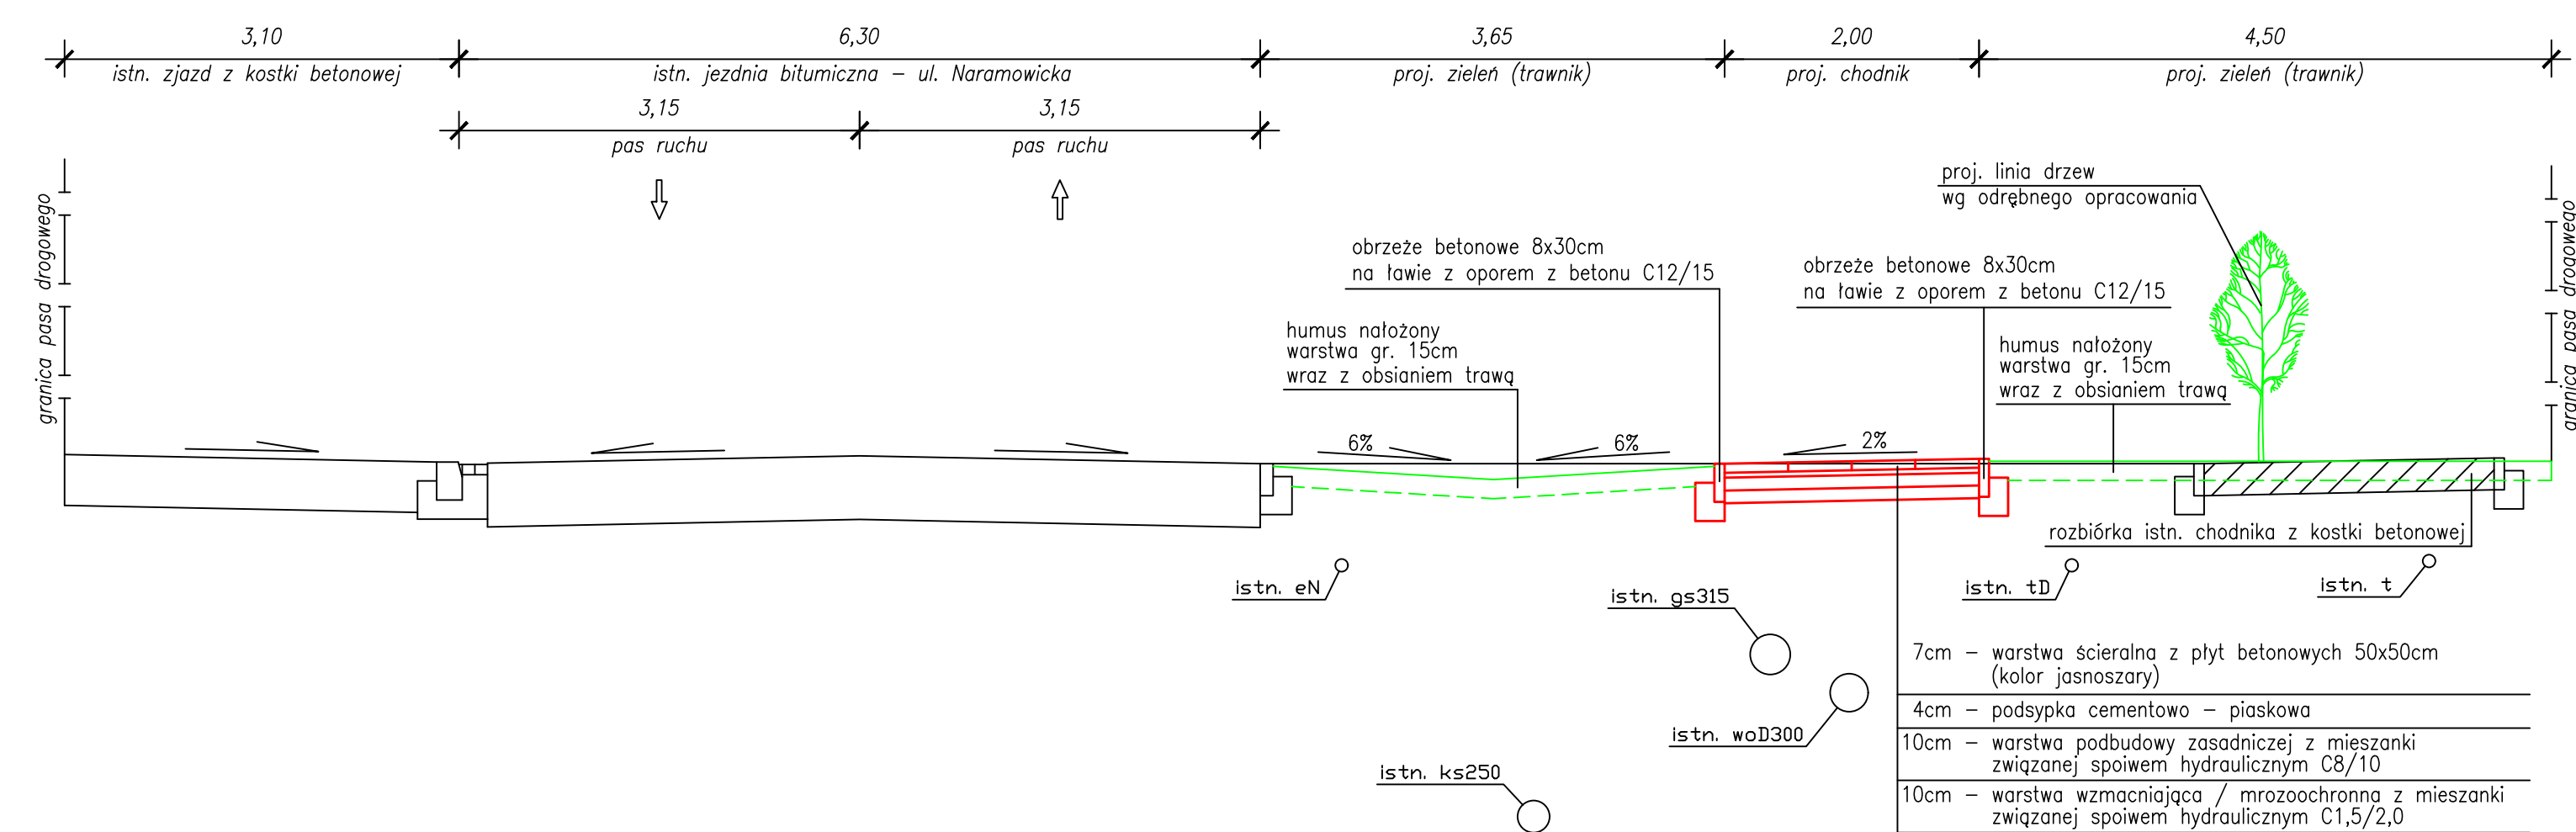 3,10
6,30
3,65
2,00
4,50
istn. zjazd z kostki betonowej
istn. jezdnia bitumiczna – ul. Naramowicka
proj. zieleń (trawnik)
proj. chodnik
proj. zieleń (trawnik)
3,15
3,15
pas ruchu
pas ruchu
granica pasa drogowego
granica pasa drogowego
proj. linia drzew
wg odrębnego opracowania
obrzeże betonowe 8x30cm
na ławie z oporem z betonu C12/15
obrzeże betonowe 8x30cm
na ławie z oporem z betonu C12/15
humus nałożony
warstwa gr. 15cm
wraz z obsianiem trawą
humus nałożony
warstwa gr. 15cm
wraz z obsianiem trawą
6%
6%
2%
rozbiórka istn. chodnika z kostki betonowej
istn. eN
istn. gs315
istn. tD
istn. t
istn. woD300
istn. ks250
7cm – warstwa ścieralna z płyt betonowych 50x50cm
(kolor jasnoszary)
4cm – podsypka cementowo – piaskowa
10cm – warstwa podbudowy zasadniczej z mieszanki
związanej spoiwem hydraulicznym C8/10
10cm – warstwa wzmacniająca / mrozoochronna z mieszanki
związanej spoiwem hydraulicznym C1,5/2,0